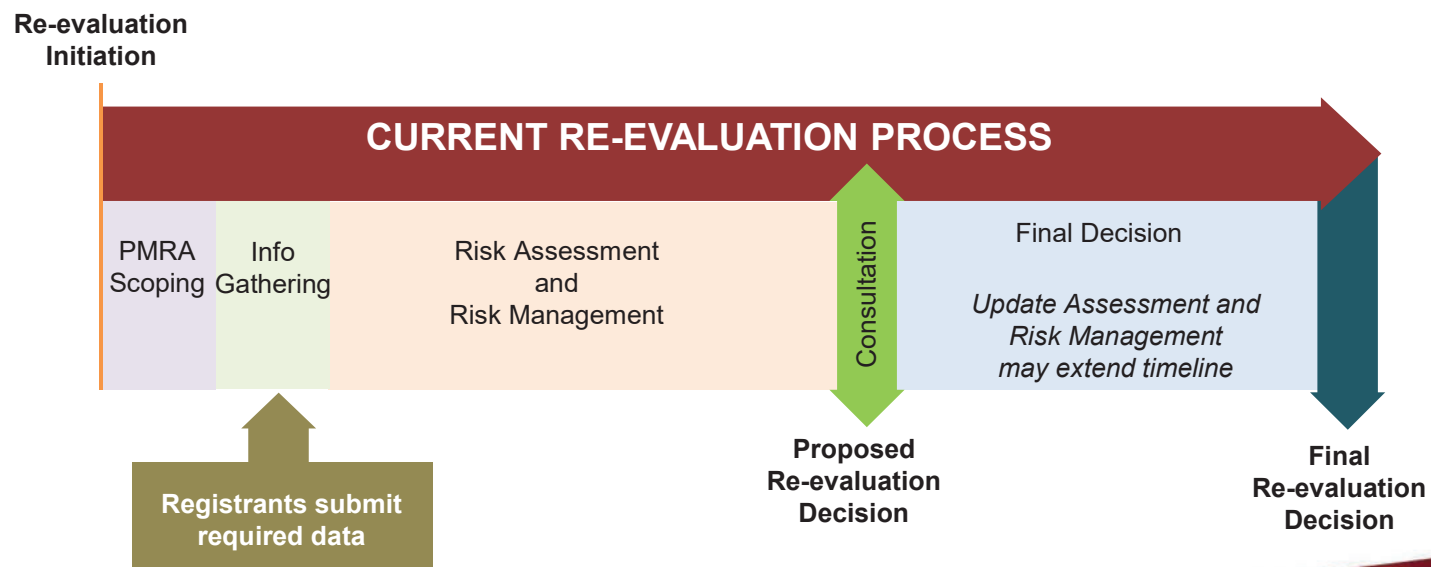 Re-evaluation
Initiation
CURRENT RE-EVALUATION PROCESS
PMRA
Scoping
Info
Gathering
Risk Assessment
and
Risk Management
Consultation
Final Decision
Update Assessment and
Risk Management
may extend timeline
Registrants submit
required data
Proposed
Re-evaluation
Decision
Final
Re-evaluation
Decision